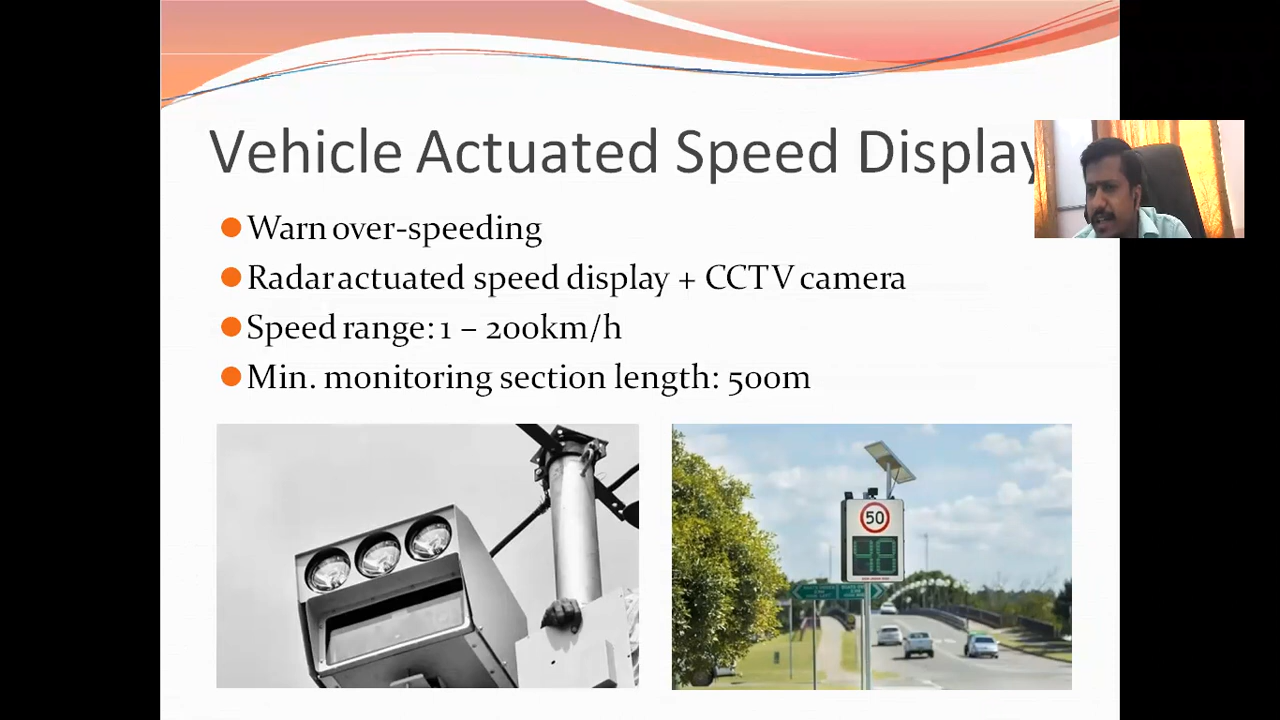 Vehicle Actuated Speed Display
Warn over-speeding
Radar actuated speed display + CCTV camera
Speed range: 1 – 200km/h
Min. monitoring section length: 500m
50
48